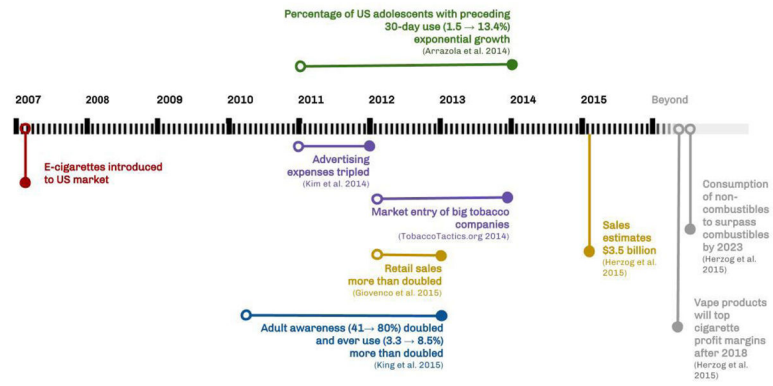 Percentage of US adolescents with preceding
30-day use (1.5 → 13.4%)
exponential growth
(Arrazola et al. 2014)
2007 2008 2009 2010 2011 2012 2013 2014 2015 Beyond
E-cigarettes introduced
to US market
Advertising
expenses tripled
(Kim et al. 2014)
Market entry of big tobacco
companies
(TobaccoTactics.org 2014)
Retail sales
more than doubled
(Giovenco et al. 2015)
Adult awareness (41→ 80%) doubled
and ever use (3.3 → 8.5%)
more than doubled
(King et al. 2015)
Sales
estimates
$3.5 billion
(Herzog et al.
2015)
Consumption
of non-
combustibles
to surpass
combustibles
by 2023
(Herzog et al.
2015)
Vape products
will top
cigarette
profit margins
after 2018
(Herzog et al.
2015)